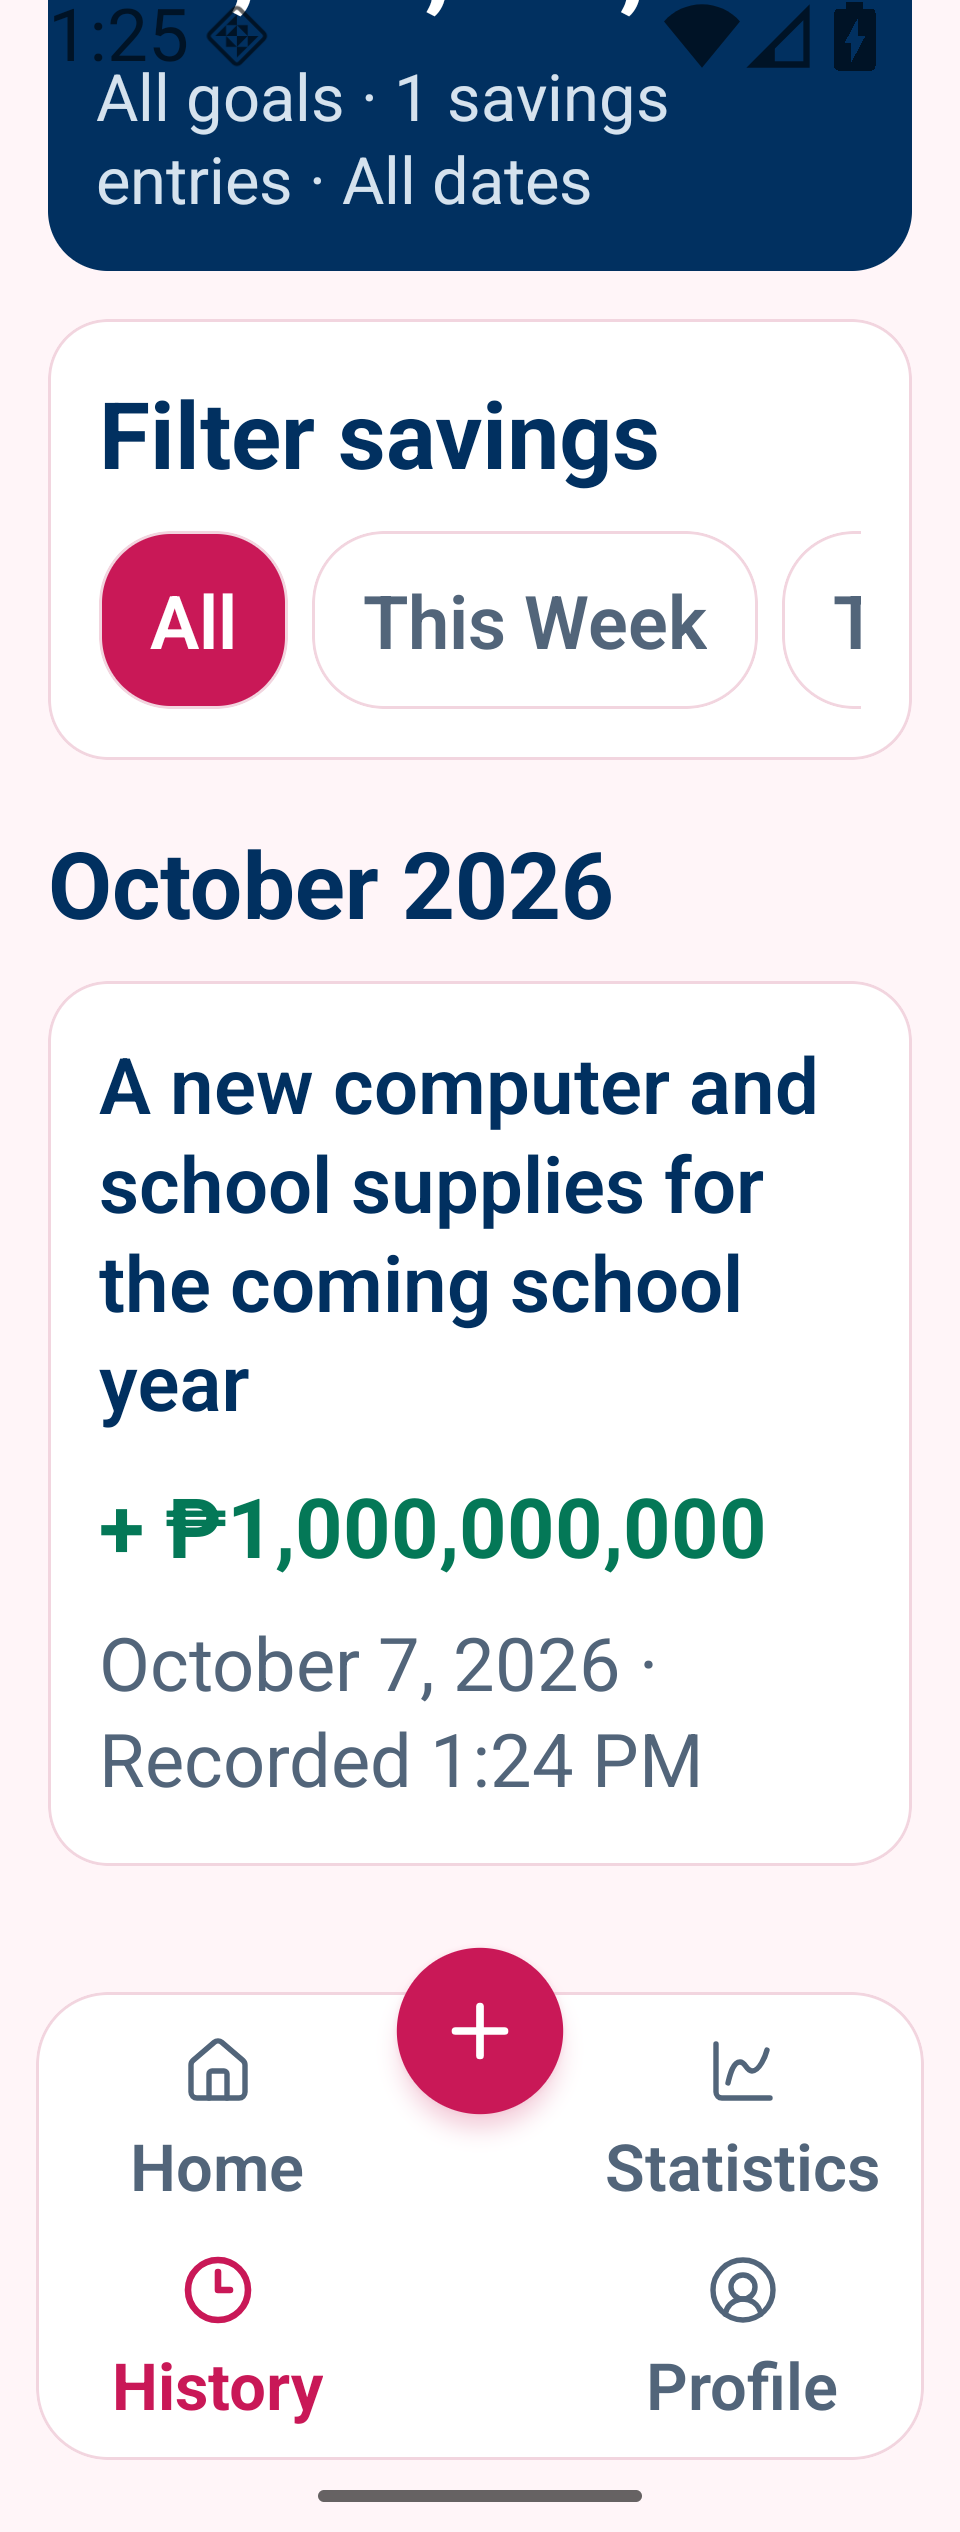 1:25
All goals · 1 savings
entries · All dates
Filter savings
All
This Week
October 2026
A new computer and
school supplies for
the coming school
year
+ ₱1,000,000,000
October 7, 2026 ·
Recorded 1:24 PM
Home
Statistics
History
Profile